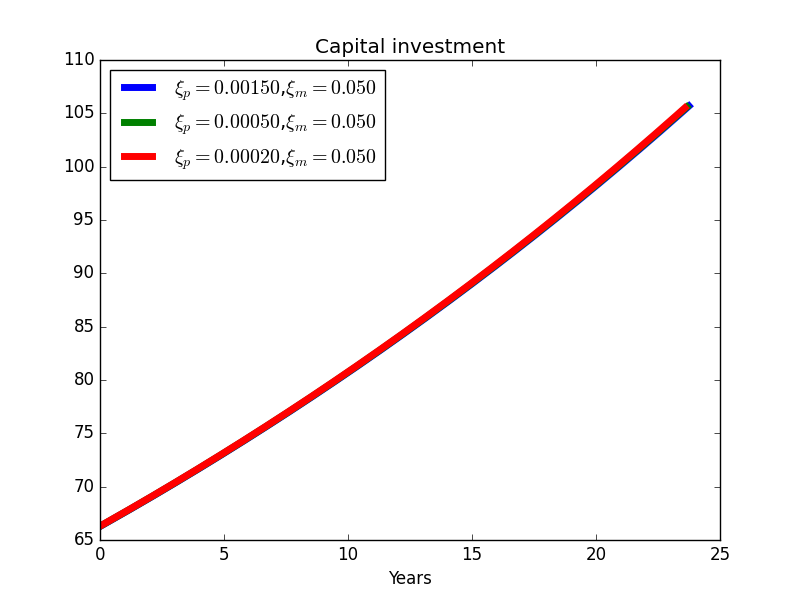 Capital investment
110
105
100
95
90
85
80
75
70
65
ξp = 0.00150,ξm = 0.050
ξp = 0.00050,ξm = 0.050
ξp = 0.00020,ξm = 0.050
0 5 10 15 20 25
Years